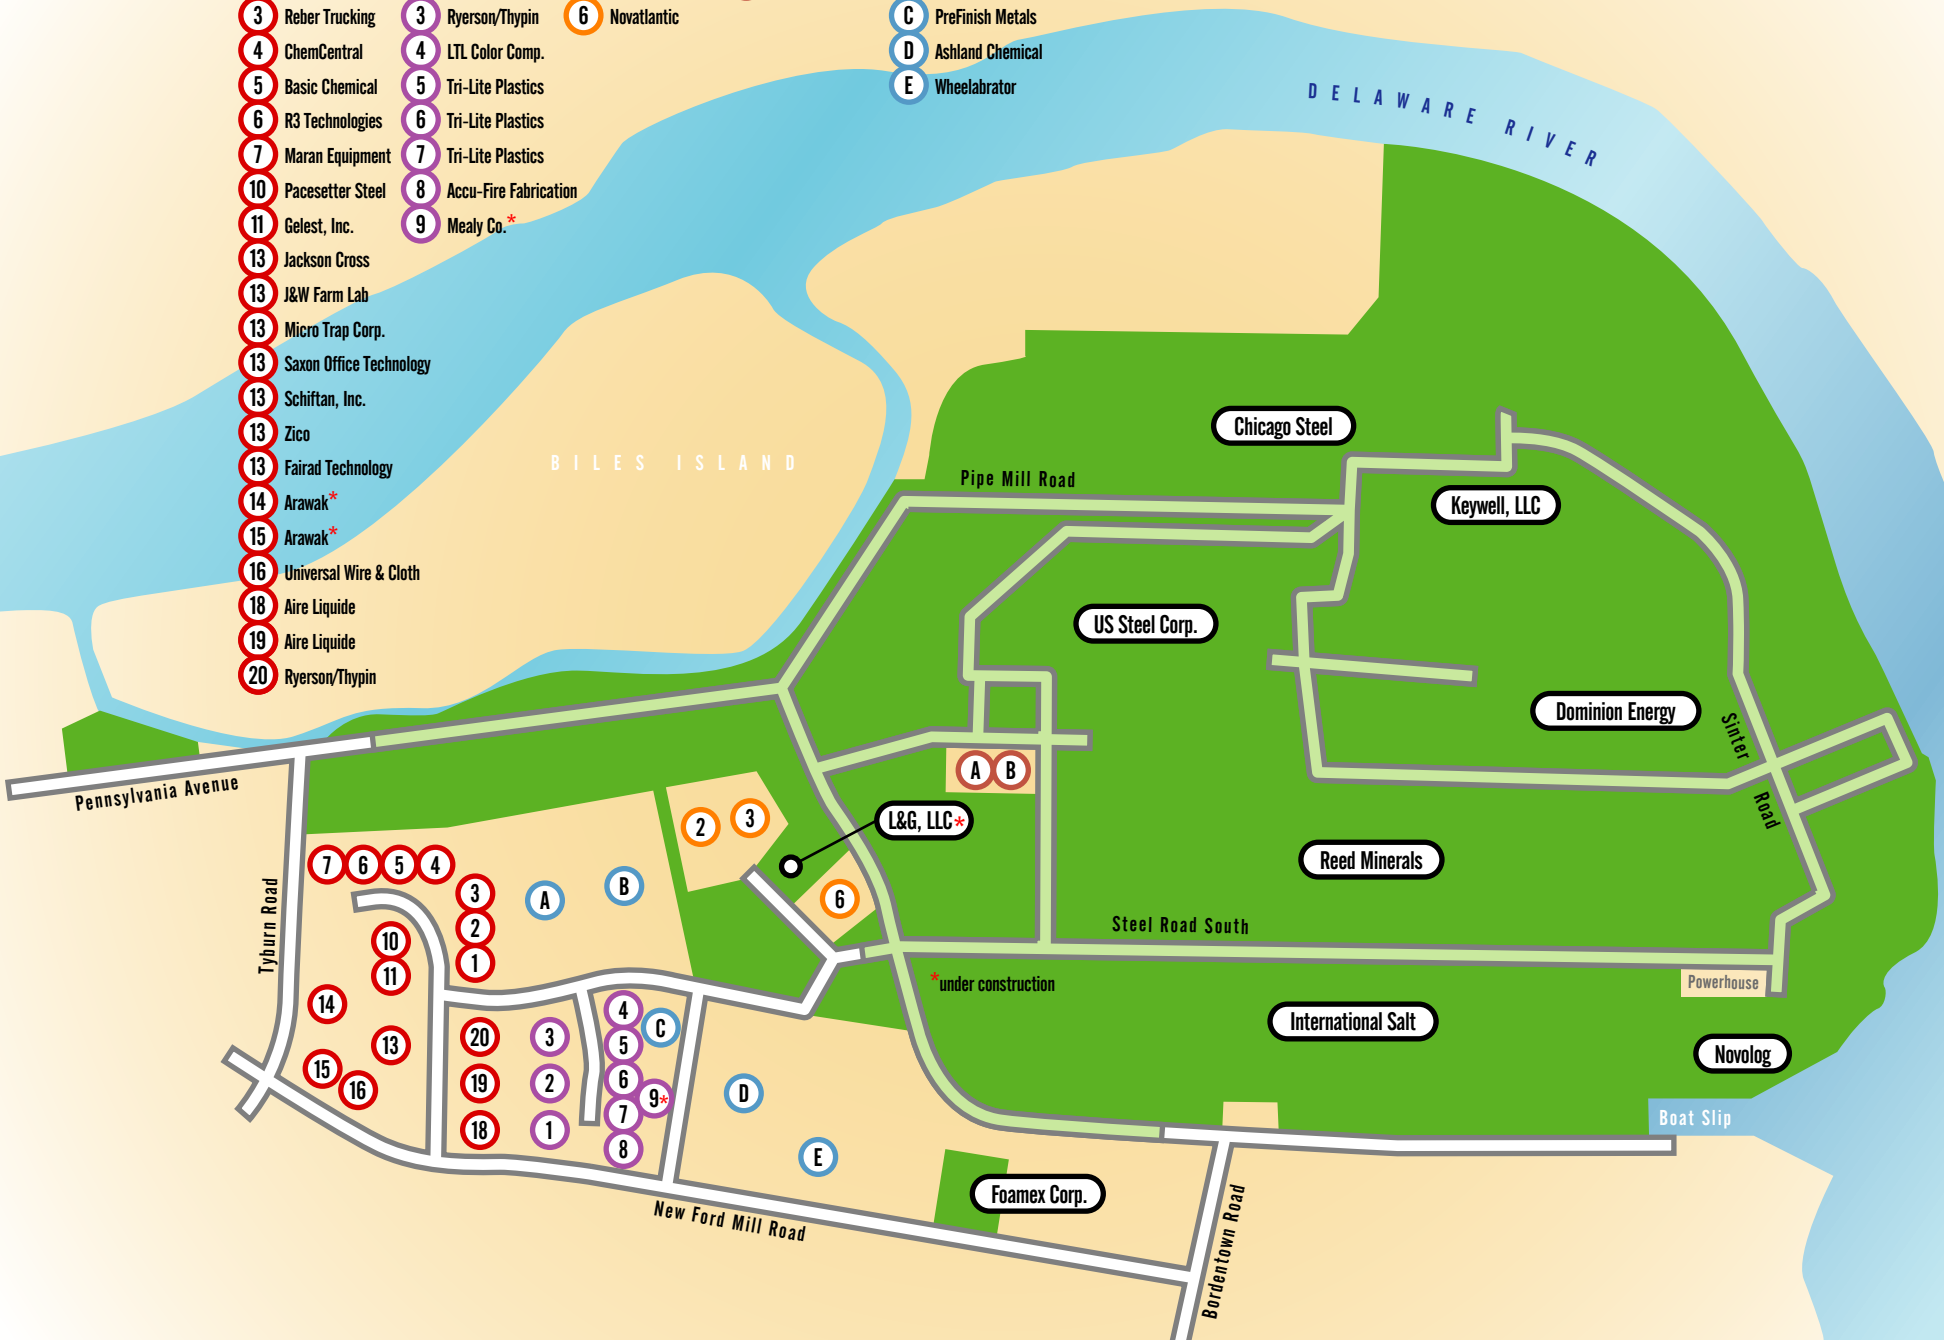 3 Reber Trucking
4 ChemCentral
5 Basic Chemical
6 R3 Technologies
7 Maran Equipment
10 Pacesetter Steel
11 Gelest, Inc.
13 Jackson Cross
13 J&W Farm Lab
13 Micro Trap Corp.
13 Saxon Office Technology
13 Schiftan, Inc.
13 Zico
13 Fairad Technology
14 Arawak*
15 Arawak*
16 Universal Wire & Cloth
18 Aire Liquide
19 Aire Liquide
20 Ryerson/Thypin
3 Ryerson/Thypin
4 LTL Color Comp.
5 Tri-Lite Plastics
6 Tri-Lite Plastics
7 Tri-Lite Plastics
8 Accu-Fire Fabrication
9 Mealy Co.*
6 Novatlantic
C PreFinish Metals
D Ashland Chemical
E Wheelabrator
DELAWARE RIVER
BILES ISLAND
Chicago Steel
Pipe Mill Road
Keywell, LLC
US Steel Corp.
Dominion Energy
Sinter Road
A B
L&G, LLC*
Pennsylvania Avenue
2 3
6
Reed Minerals
Tyburn Road
7 6 5 4
3
2
1
A
B
10
11
14
13
15
16
Steel Road South
*under construction
Powerhouse
International Salt
Novolog
20
19
18
3
2
1
4
5
6
7
8
C
9*
D
E
Boat Slip
Foamex Corp.
New Ford Mill Road
Bordentown Road